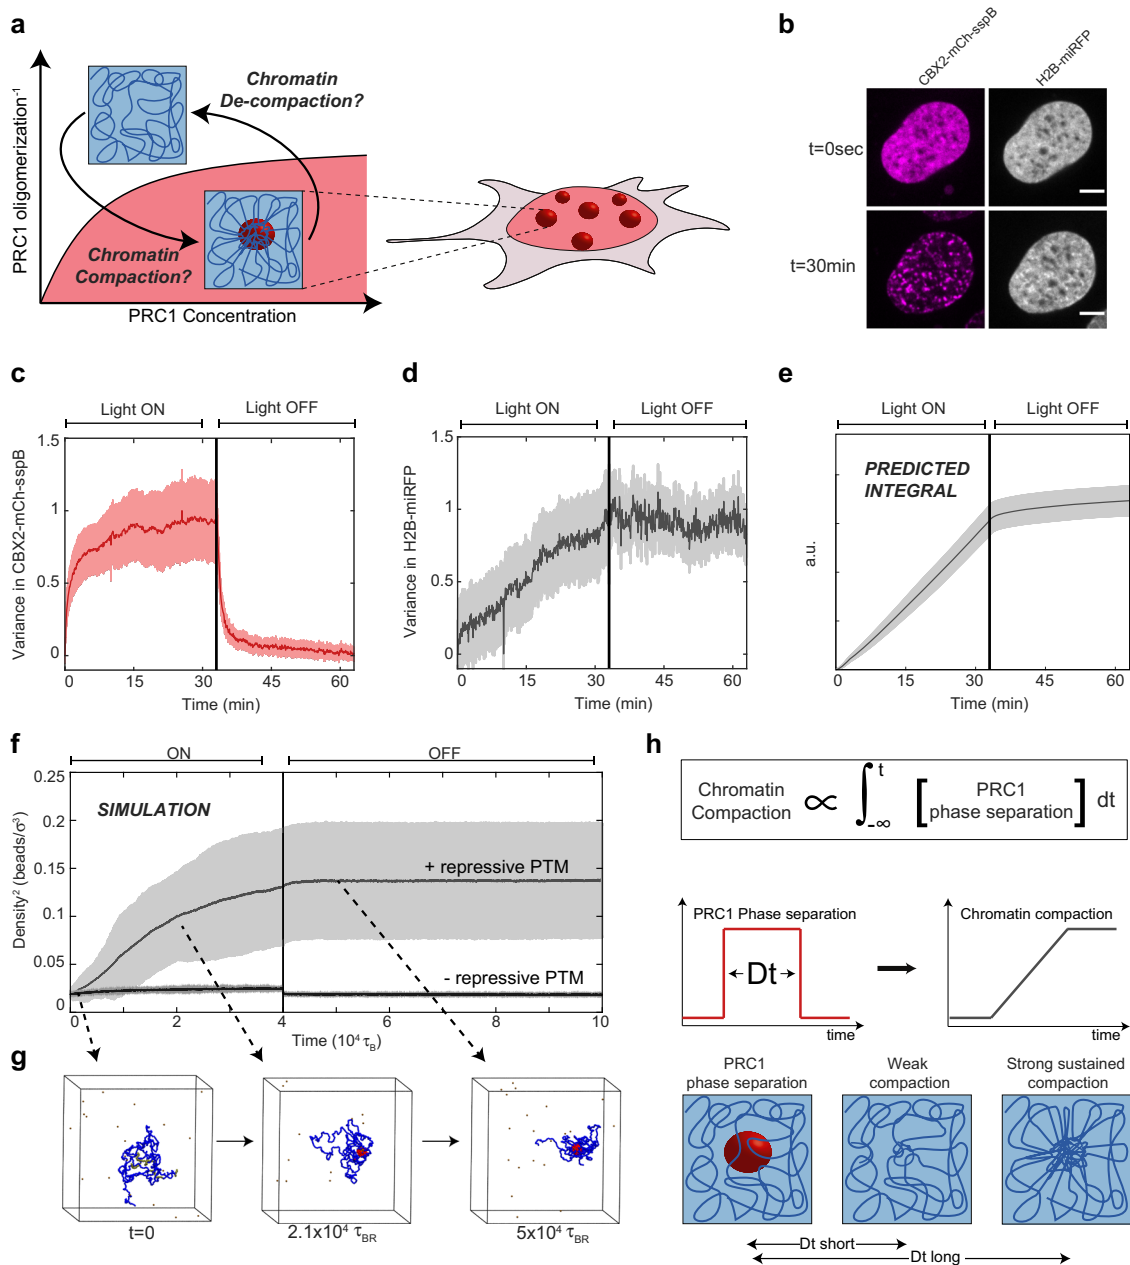 a
PRC1 oligomerization⁻¹
Chromatin
De-compaction?
Chromatin
Compaction?
PRC1 Concentration
b
CBX2-mCh-sspB
H2B-miRFP
t=0sec
t=30min
c
Light ON
Light OFF
Variance in CBX2-mCh-sspB
1.5
1
0.5
0
0
15
30
45
60
Time (min)
d
Light ON
Light OFF
Variance in H2B-miRFP
1.5
1
0.5
0
0
15
30
45
60
Time (min)
e
Light ON
Light OFF
PREDICTED
INTEGRAL
a.u.
0
15
30
45
60
Time (min)
f
ON
OFF
SIMULATION
Density² (beads/σ³)
0.25
0.2
0.15
0.1
0.05
0
+ repressive PTM
- repressive PTM
0
2
4
6
8
10
Time (10⁴ τB)
g
t=0
2.1x10⁴ τBR
5x10⁴ τBR
h
Chromatin
Compaction
∝ ∫ t -∞ [
PRC1
phase separation
] dt
PRC1 Phase separation
Dt
time
Chromatin compaction
time
PRC1
phase separation
Weak
compaction
Strong sustained
compaction
Dt short
Dt long